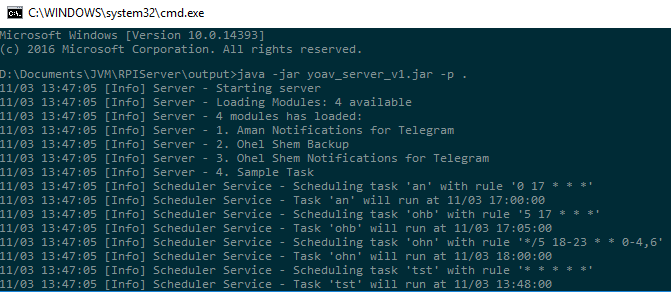 C:\WINDOWS\system32\cmd.exe
Microsoft Windows [Version 10.0.14393]
(c) 2016 Microsoft Corporation. All rights reserved.
D:\Documents\JVM\RPIServer\output>java -jar yoav_server_v1.jar -p .
11/03 13:47:05 [Info] Server - Starting server
11/03 13:47:05 [Info] Server - Loading Modules: 4 available
11/03 13:47:05 [Info] Server - 4 modules has loaded:
11/03 13:47:05 [Info] Server - 1. Aman Notifications for Telegram
11/03 13:47:05 [Info] Server - 2. Ohel Shem Backup
11/03 13:47:05 [Info] Server - 3. Ohel Shem Notifications for Telegram
11/03 13:47:05 [Info] Server - 4. Sample Task
11/03 13:47:05 [Info] Scheduler Service - Scheduling task 'an' with rule '0 17 * * *'
11/03 13:47:05 [Info] Scheduler Service - Task 'an' will run at 11/03 17:00:00
11/03 13:47:05 [Info] Scheduler Service - Scheduling task 'ohb' with rule '5 17 * * *'
11/03 13:47:05 [Info] Scheduler Service - Task 'ohb' will run at 11/03 17:05:00
11/03 13:47:05 [Info] Scheduler Service - Scheduling task 'ohn' with rule '*/5 18-23 * * 0-4,6'
11/03 13:47:05 [Info] Scheduler Service - Task 'ohn' will run at 11/03 18:00:00
11/03 13:47:05 [Info] Scheduler Service - Scheduling task 'tst' with rule '* * * * *'
11/03 13:47:05 [Info] Scheduler Service - Task 'tst' will run at 11/03 13:48:00